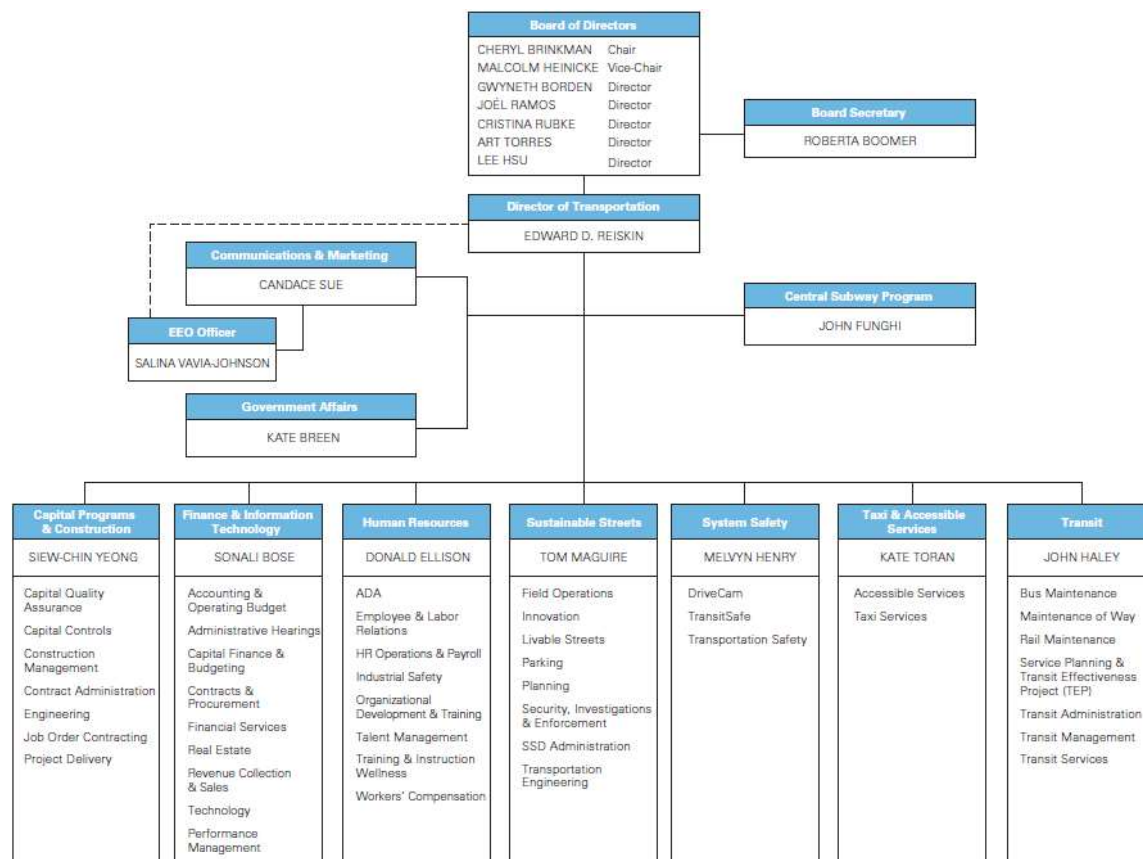 Board of Directors
CHERYL BRINKMAN Chair
MALCOLM HEINICKE Vice-Chair
GWYNETH BORDEN Director
JOÉL RAMOS Director
CRISTINA RUBKE Director
ART TORRES Director
LEE HSU Director
Board Secretary
ROBERTA BOOMER
Director of Transportation
EDWARD D. REISKIN
Communications & Marketing
CANDACE SUE
Central Subway Program
JOHN FUNGHI
EEO Officer
SALINA VAVIA-JOHNSON
Government Affairs
KATE BREEN
Capital Programs
& Construction
SIEW-CHIN YEONG
Capital Quality
Assurance
Capital Controls
Construction
Management
Contract Administration
Engineering
Job Order Contracting
Project Delivery
Finance & Information
Technology
SONALI BOSE
Accounting &
Operating Budget
Administrative Hearings
Capital Finance &
Budgeting
Contracts &
Procurement
Financial Services
Real Estate
Revenue Collection
& Sales
Technology
Performance
Management
Human Resources
DONALD ELLISON
ADA
Employee & Labor
Relations
HR Operations & Payroll
Industrial Safety
Organizational
Development & Training
Talent Management
Training & Instruction
Wellness
Workers' Compensation
Sustainable Streets
TOM MAGUIRE
Field Operations
Innovation
Livable Streets
Parking
Planning
Security, Investigations
& Enforcement
SSD Administration
Transportation
Engineering
System Safety
MELVYN HENRY
DriveCam
TransitSafe
Transportation Safety
Taxi & Accessible
Services
KATE TORAN
Accessible Services
Taxi Services
Transit
JOHN HALEY
Bus Maintenance
Maintenance of Way
Rail Maintenance
Service Planning &
Transit Effectiveness
Project (TEP)
Transit Administration
Transit Management
Transit Services